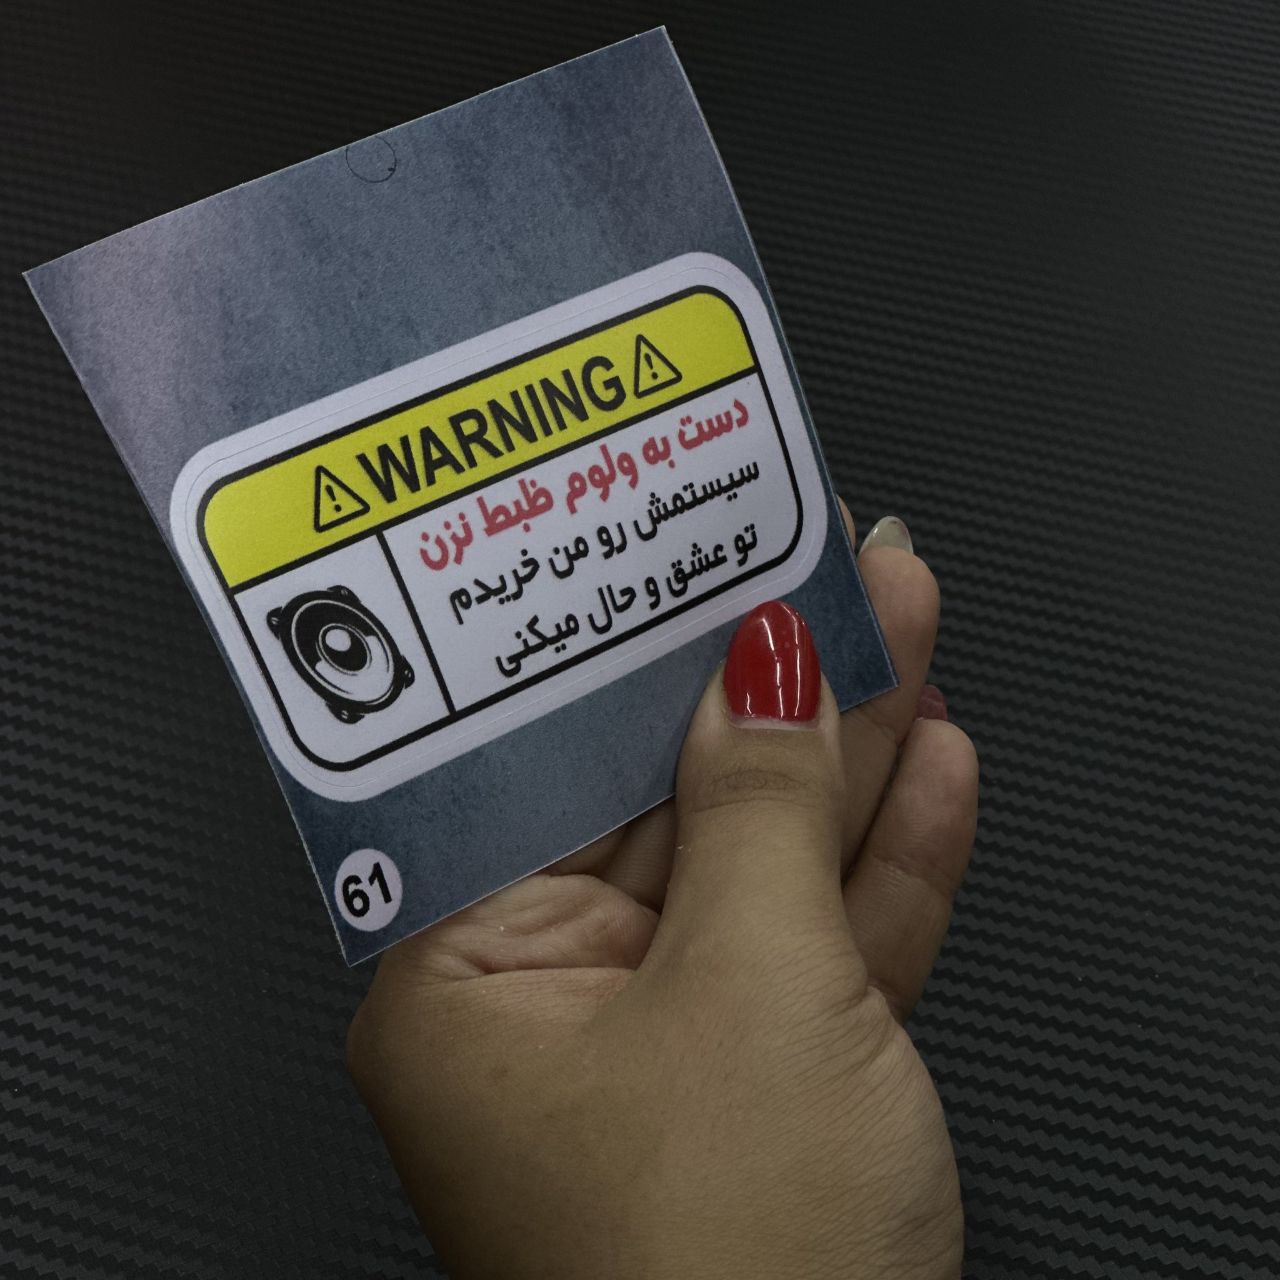 WARNING
دست به ولوم ظبط نزن
سیستمش رو من خریدم
تو عشق و حال میکنی
61